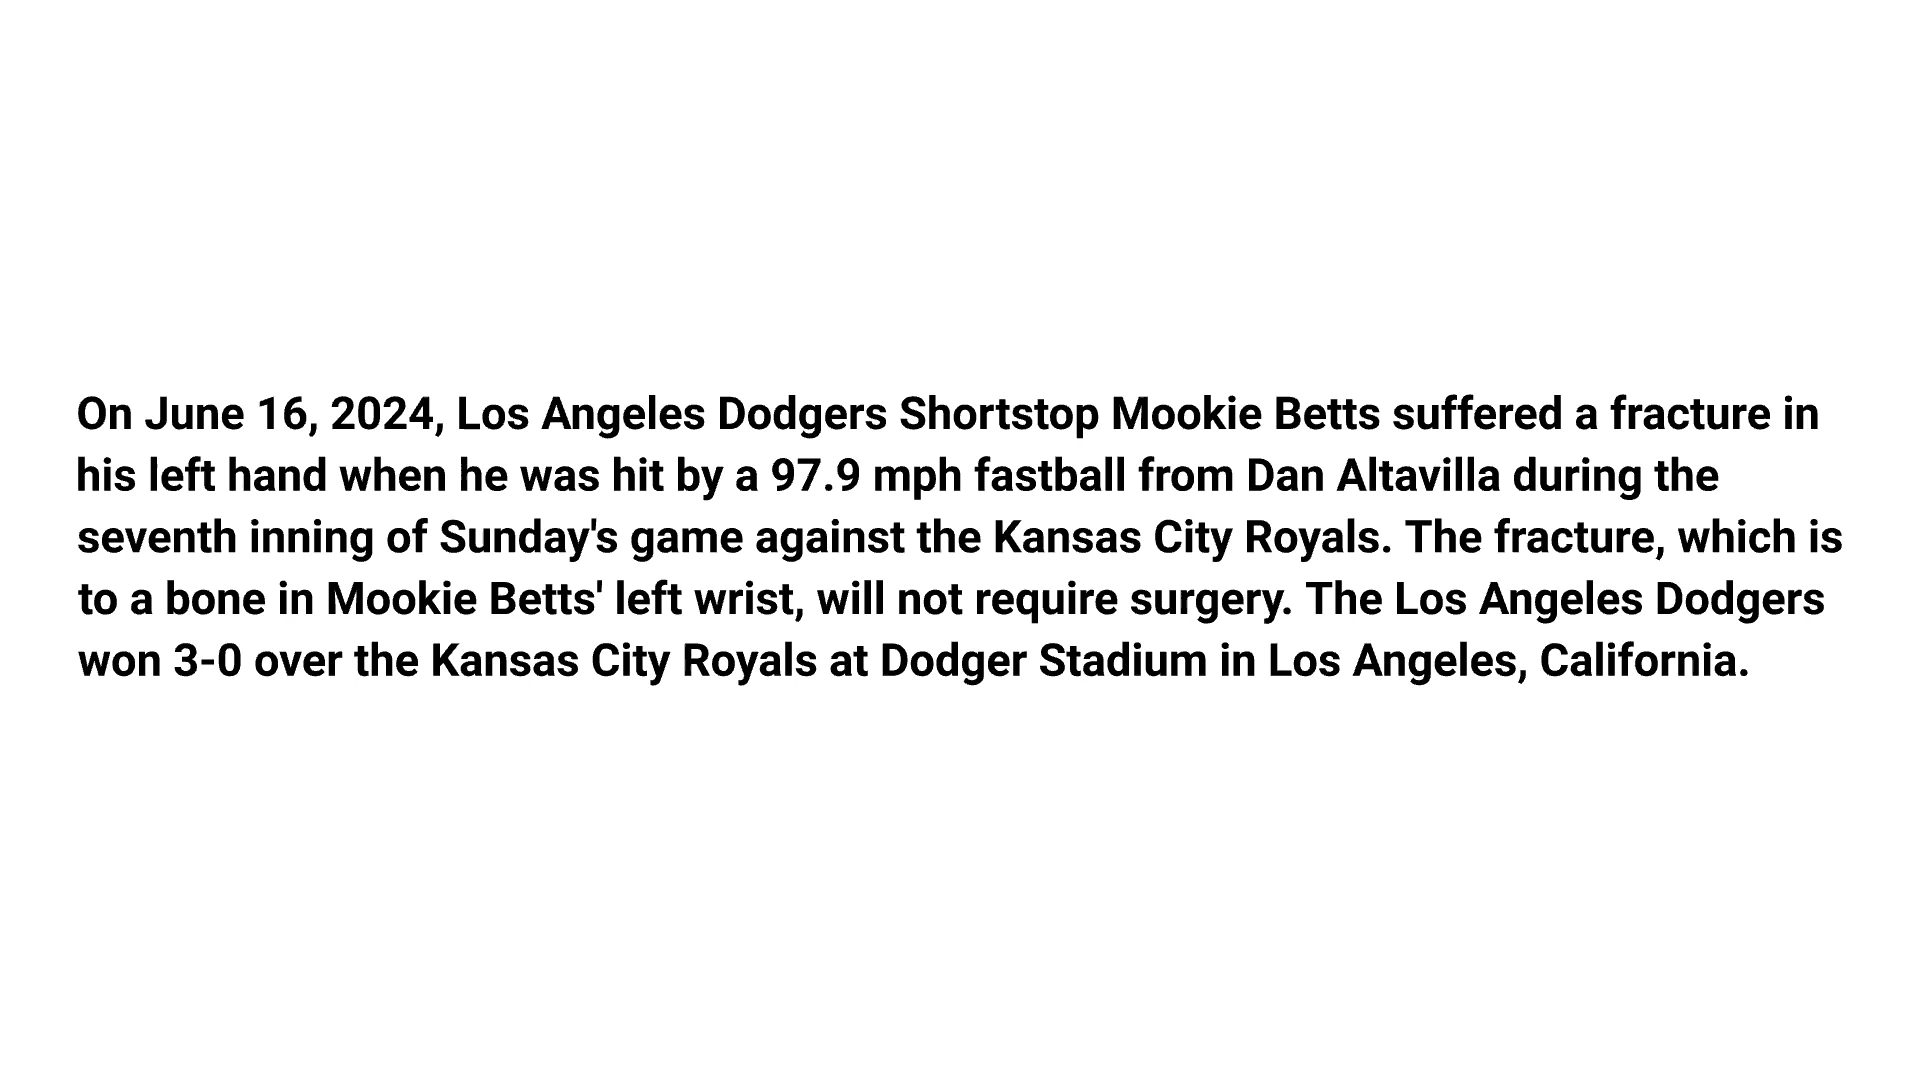 On June 16, 2024, Los Angeles Dodgers Shortstop Mookie Betts suffered a fracture in
his left hand when he was hit by a 97.9 mph fastball from Dan Altavilla during the
seventh inning of Sunday's game against the Kansas City Royals. The fracture, which is
to a bone in Mookie Betts' left wrist, will not require surgery. The Los Angeles Dodgers
won 3-0 over the Kansas City Royals at Dodger Stadium in Los Angeles, California.